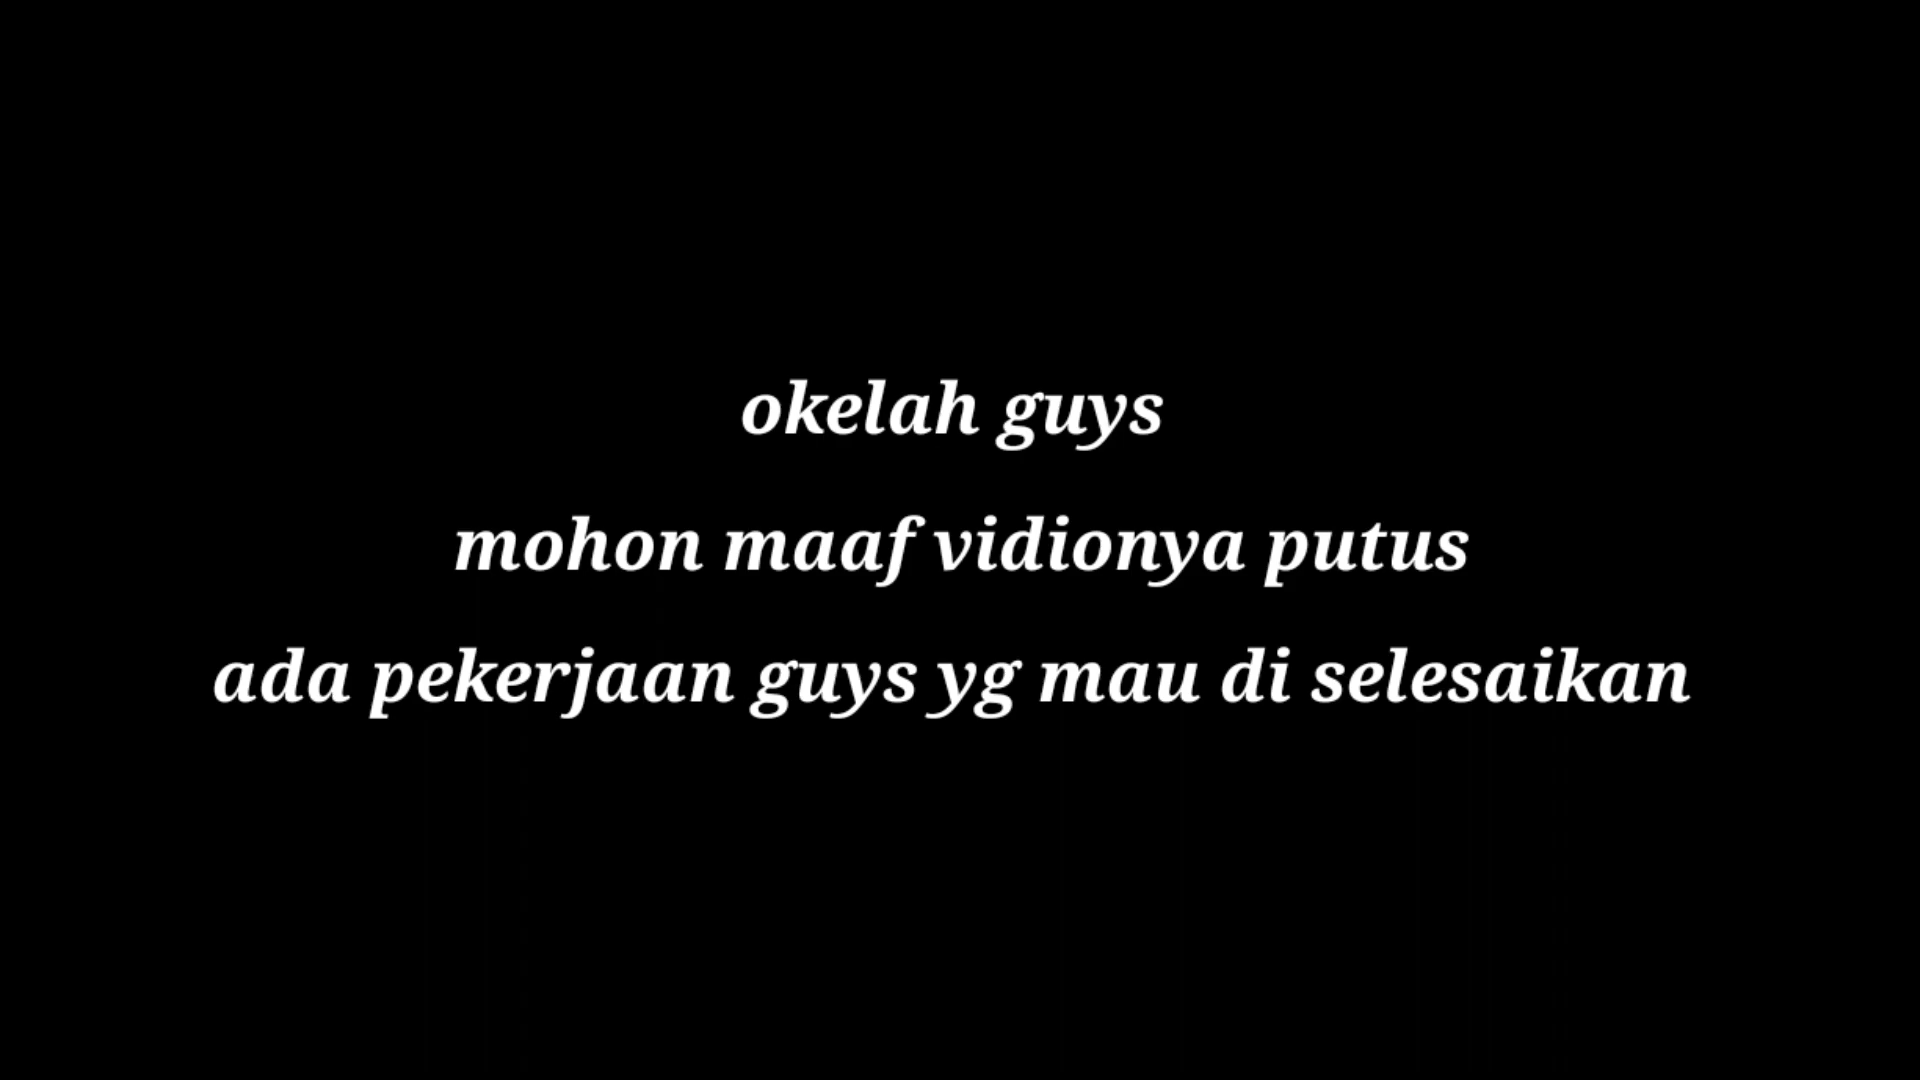 okelah guys
mohon maaf vidionya putus
ada pekerjaan guys yg mau di selesaikan